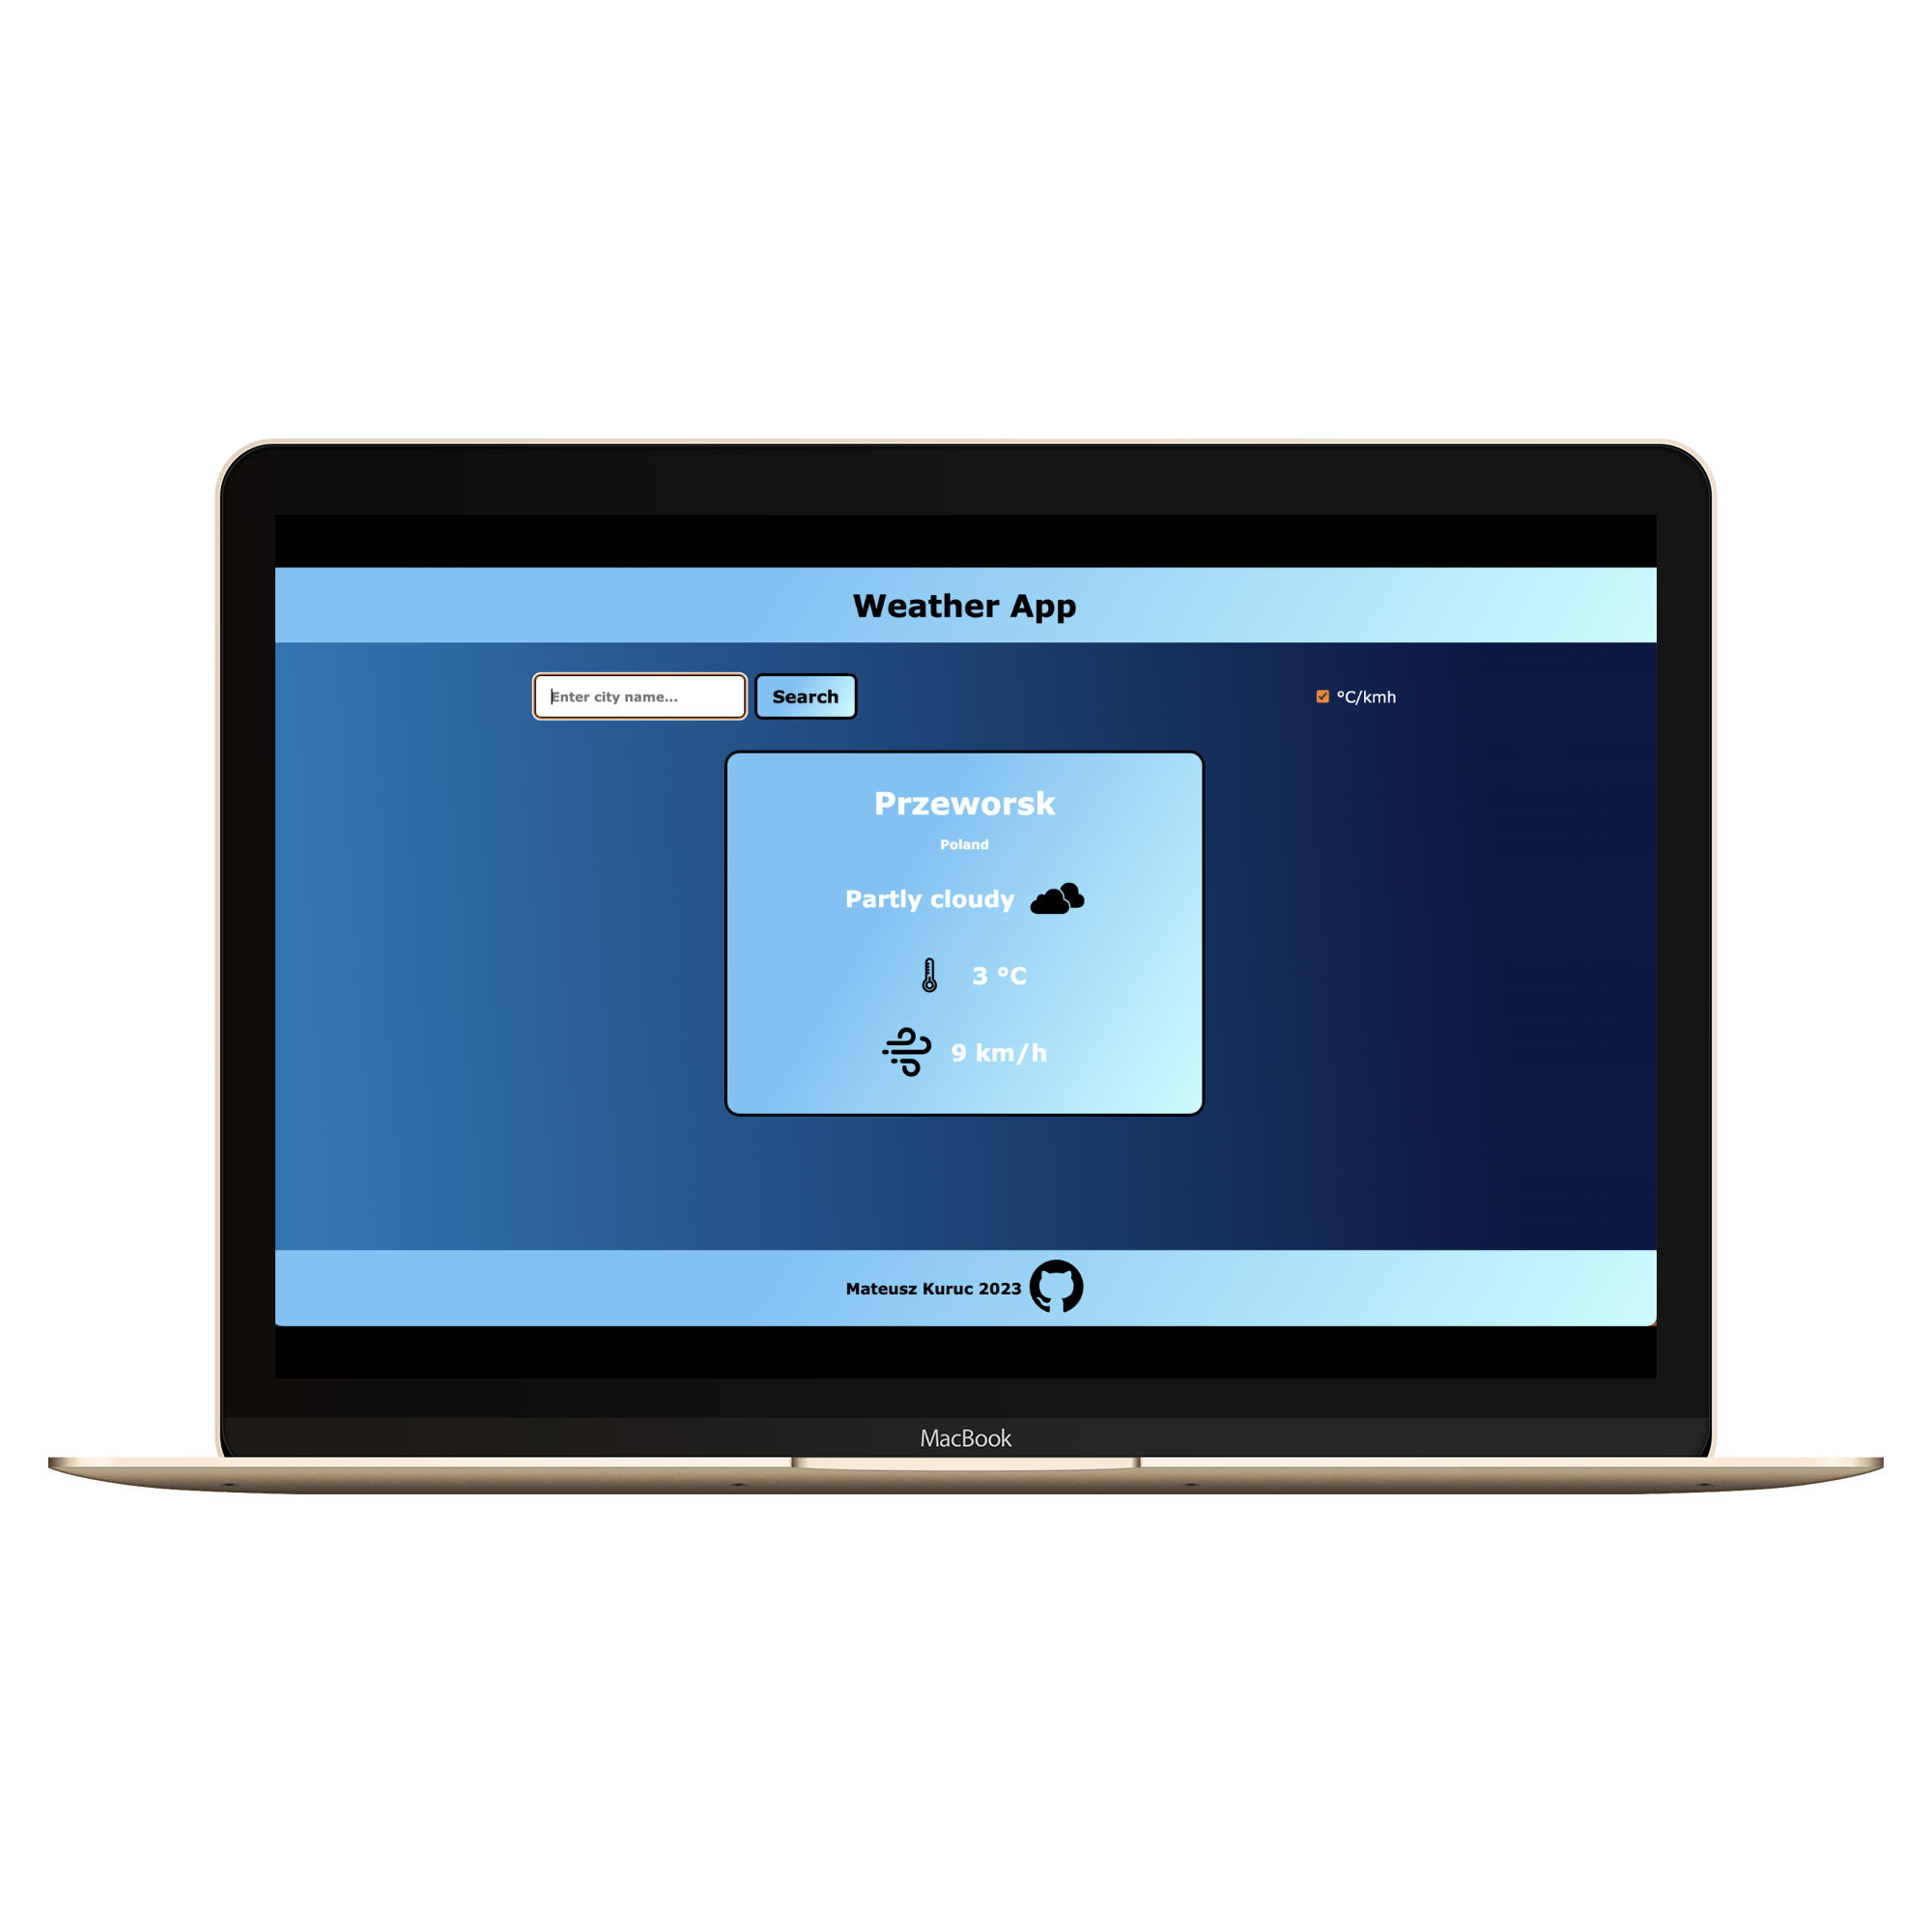 Weather App
Enter city name...
Search
°C/kmh
Przeworsk
Poland
Partly cloudy
3 °C
9 km/h
Mateusz Kuruc 2023
MacBook